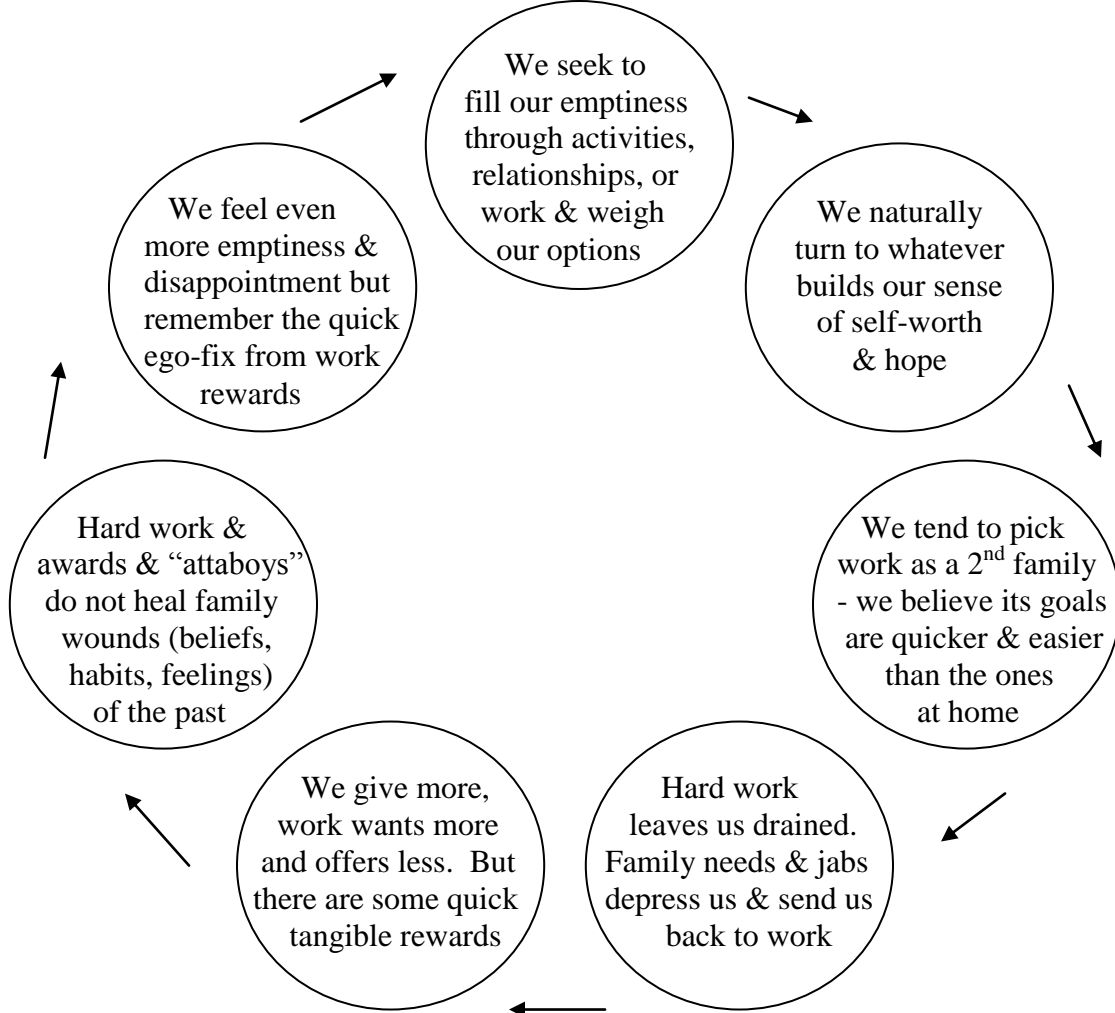 We seek to
fill our emptiness
through activities,
relationships, or
work & weigh
our options
We naturally
turn to whatever
builds our sense
of self-worth
& hope
We tend to pick
work as a 2nd family
- we believe its goals
are quicker & easier
than the ones
at home
Hard work
leaves us drained.
Family needs & jabs
depress us & send us
back to work
We give more,
work wants more
and offers less.  But
there are some quick
tangible rewards
Hard work &
awards & “attaboys”
do not heal family
wounds (beliefs,
habits, feelings)
of the past
We feel even
more emptiness &
disappointment but
remember the quick
ego-fix from work
rewards